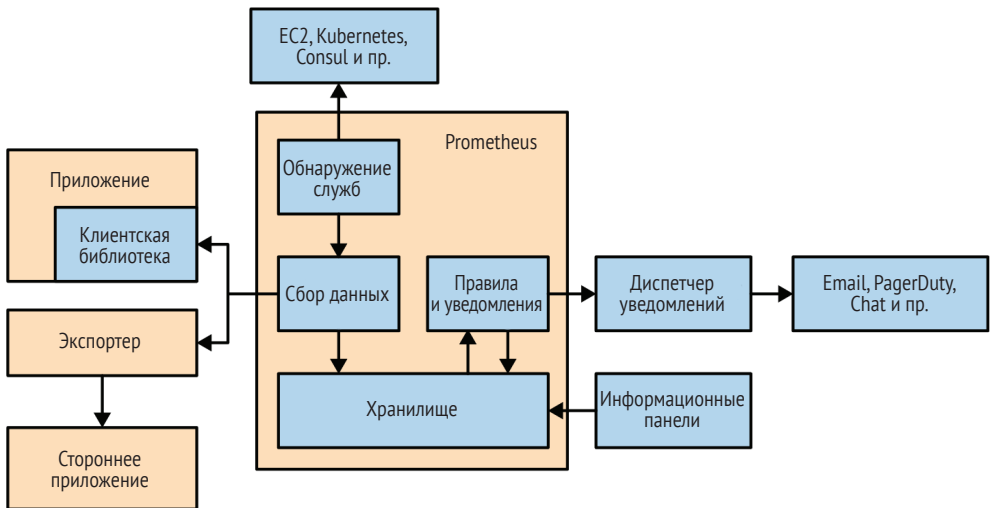 EC2, Kubernetes,
Consul и пр.
Prometheus
Обнаружение
служб
Приложение
Клиентская
библиотека
Сбор данных
Правила
и уведомления
Диспетчер
уведомлений
Email, PagerDuty,
Chat и пр.
Экспортер
Хранилище
Информационные
панели
Стороннее
приложение